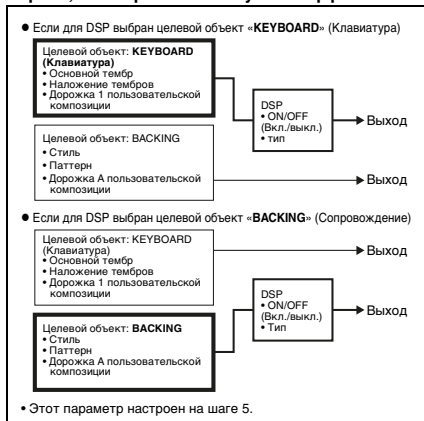 ● Если для DSP выбран целевой объект «KEYBOARD» (Клавиатура)
Целевой объект: KEYBOARD
(Клавиатура)
• Основной тембр
• Наложение тембров
• Дорожка 1 пользовательской
композиции
DSP
• ON/OFF
(Вкл./выкл.)
• тип
Выход
Целевой объект: BACKING
• Стиль
• Паттерн
• Дорожка A пользовательской
композиции
Выход
● Если для DSP выбран целевой объект «BACKING» (Сопровождение)
Целевой объект: KEYBOARD
(Клавиатура)
• Основной тембр
• Наложение тембров
• Дорожка 1 пользовательской
композиции
Выход
DSP
• ON/OFF
(Вкл./выкл.)
• Тип
Выход
Целевой объект: BACKING
• Стиль
• Паттерн
• Дорожка A пользовательской
композиции
• Этот параметр настроен на шаге 5.